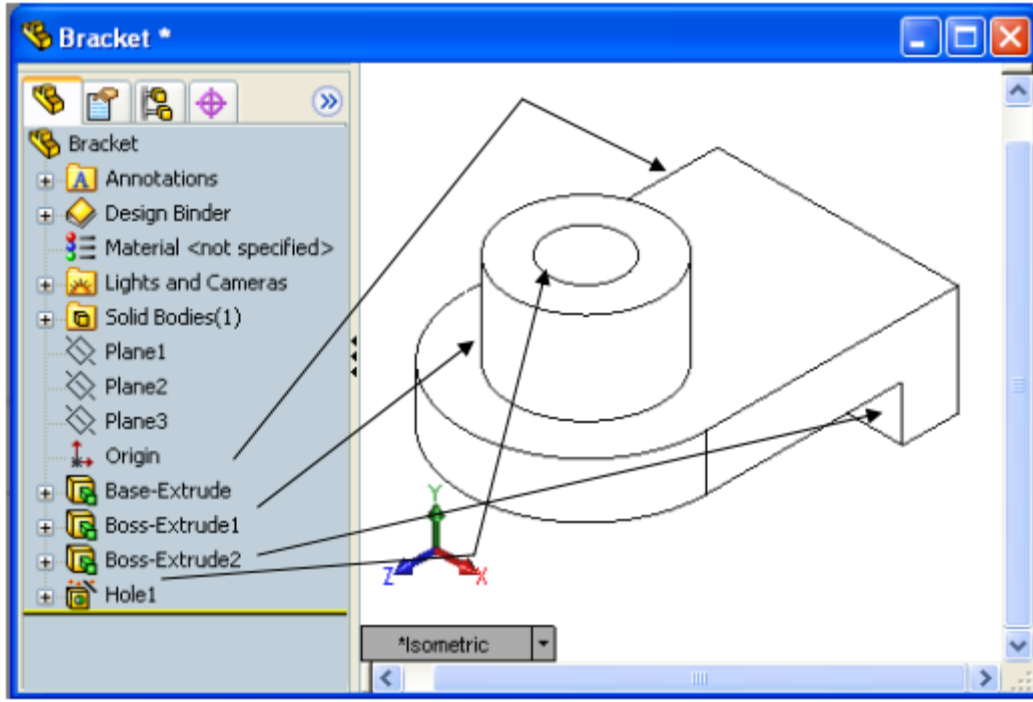 Bracket *
Bracket
A Annotations
Design Binder
Material <not specified>
Lights and Cameras
Solid Bodies(1)
Plane1
Plane2
Plane3
Origin
Base-Extrude
Boss-Extrude1
Boss-Extrude2
Hole1
Y
Z X
*Isometric